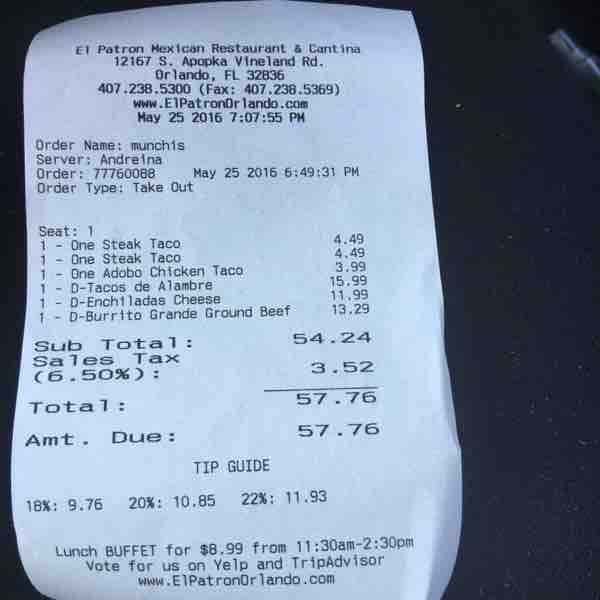 El Patron Mexican Restaurant & Cantina
12167 S. Apopka Vineland Rd.
Orlando, FL 32836
407.238.5300 (Fax: 407.238.5369)
www.ElPatronOrlando.com
May 25 2016 7:07:55 PM
Order Name: munchis
Server: Andreina
Order: 77760088 May 25 2016 6:49:31 PM
Order Type: Take Out
Seat: 1
1 - One Steak Taco 4.49
1 - One Steak Taco 4.49
1 - One Adobo Chicken Taco 3.99
1 - D-Tacos de Alambre 15.99
1 - D-Enchiladas Cheese 11.99
1 - D-Burrito Grande Ground Beef 13.29
Sub Total: 54.24
Sales Tax
(6.50%): 3.52
Total: 57.76
Amt. Due: 57.76
TIP GUIDE
18%: 9.76 20%: 10.85 22%: 11.93
Lunch BUFFET for $8.99 from 11:30am-2:30pm
Vote for us on Yelp and TripAdvisor
www.ElPatronOrlando.com